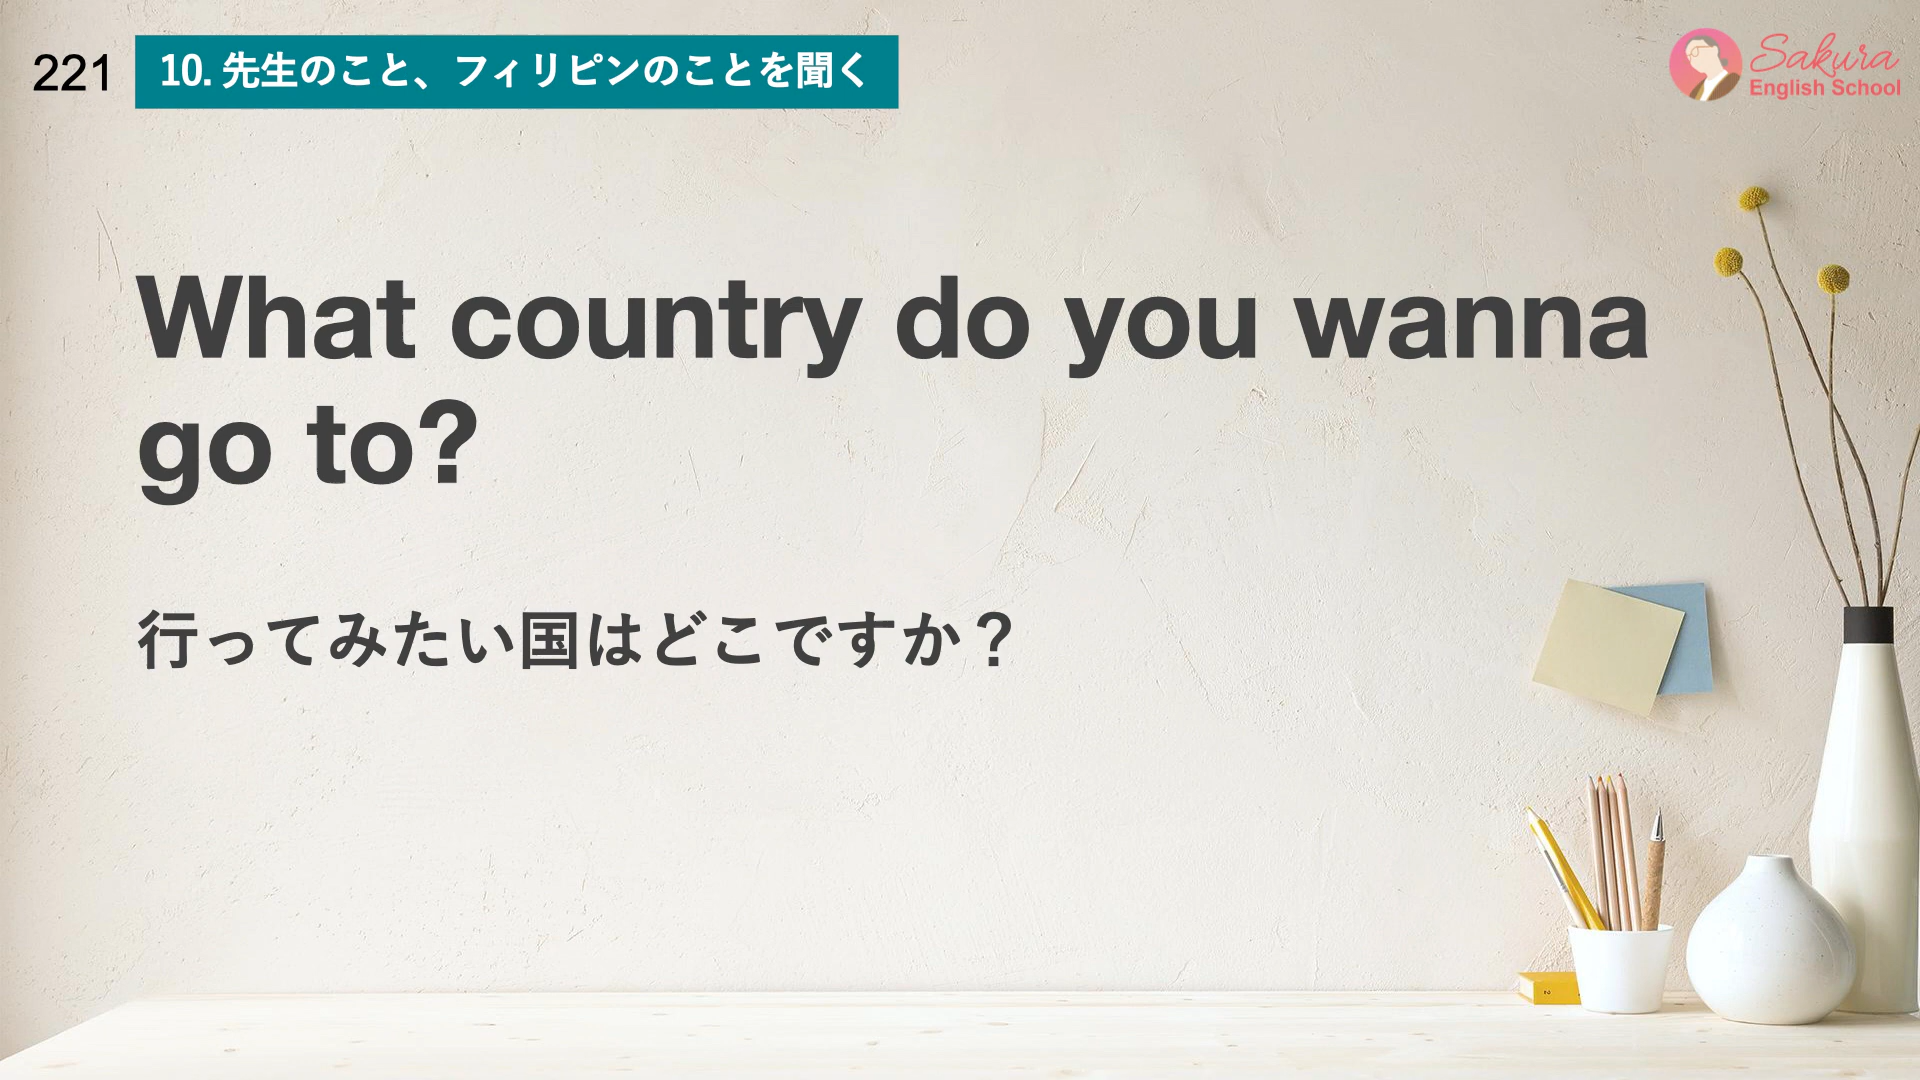 221
10. 先生のこと、フィリピンのことを聞く
Sakura
English School
What country do you wanna
go to?
行ってみたい国はどこですか？